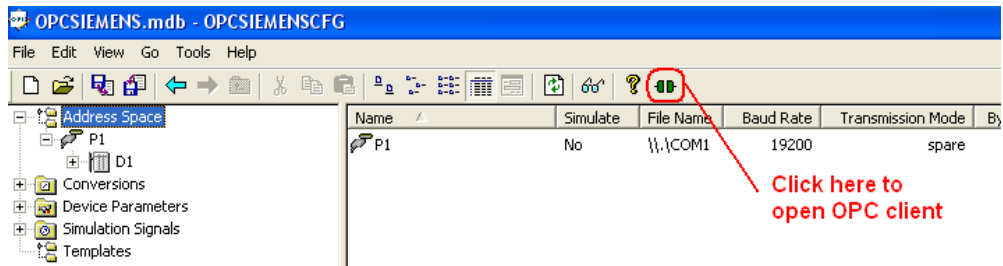 OPCSIEMENS.mdb - OPCSIEMENSCFG
File Edit View Go Tools Help
Address Space
P1
D1
Conversions
Device Parameters
Simulation Signals
Templates
Name Simulate File Name Baud Rate Transmission Mode By
P1 No \\.\COM1 19200 spare
Click here to
open OPC client